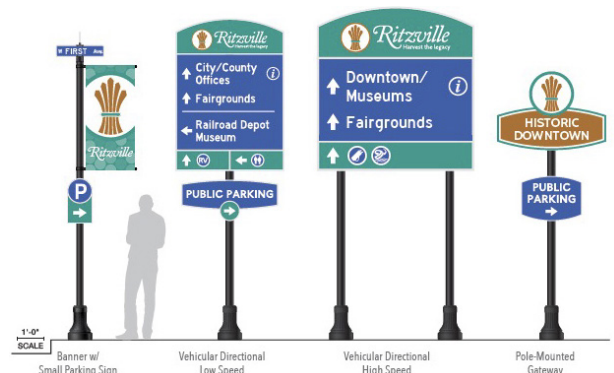 W FIRST Ave.
Ritzville
P
Ritzville
Harvest the legacy
City/County
Offices
i
Fairgrounds
Railroad Depot
Museum
RV
PUBLIC PARKING
Ritzville
Harvest the legacy
Downtown/
Museums
i
Fairgrounds
HISTORIC
DOWNTOWN
PUBLIC
PARKING
1'-0"
SCALE
Banner w/
Small Parking Sign
Vehicular Directional
Low Speed
Vehicular Directional
High Speed
Pole-Mounted
Gateway